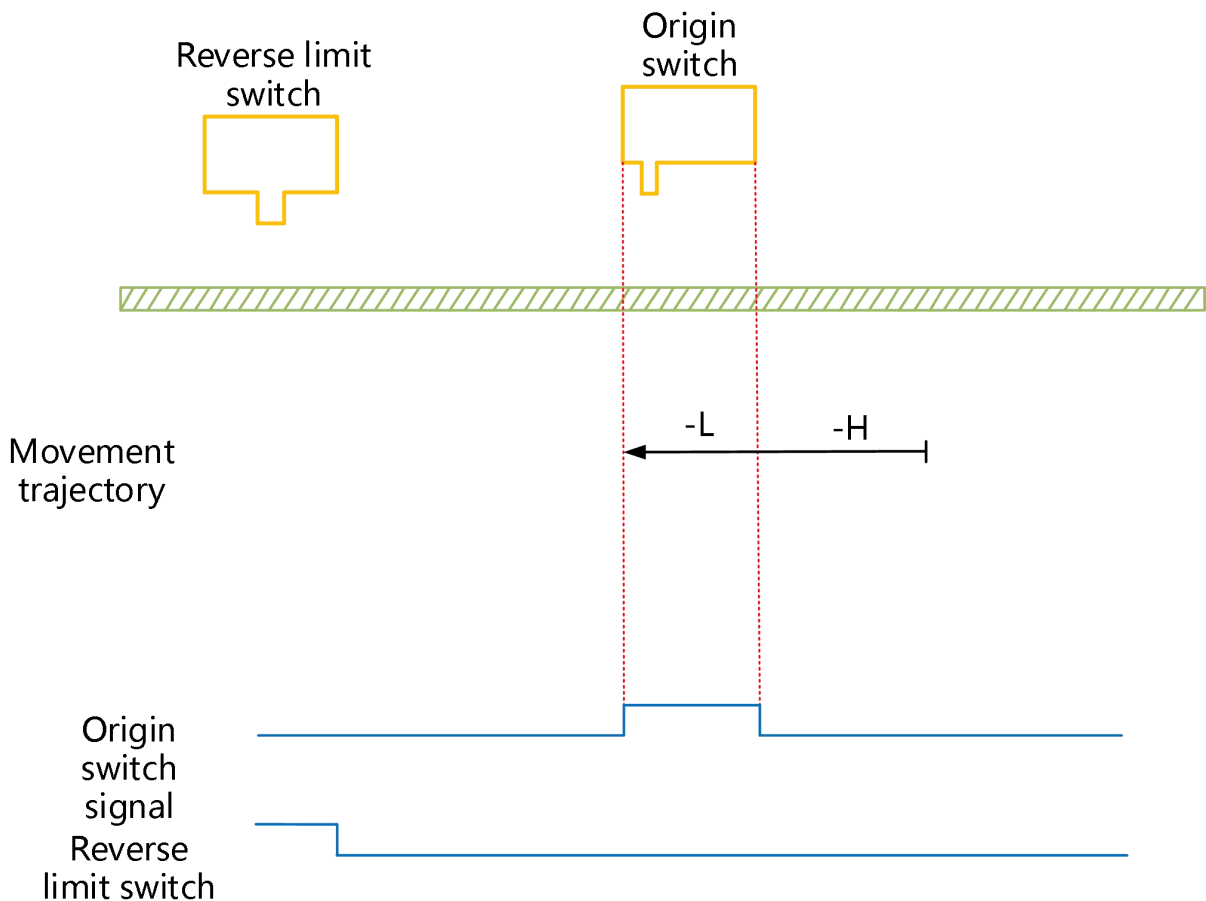 Origin
switch
Reverse limit
switch
-L
-H
Movement
trajectory
Origin
switch
signal
Reverse
limit switch